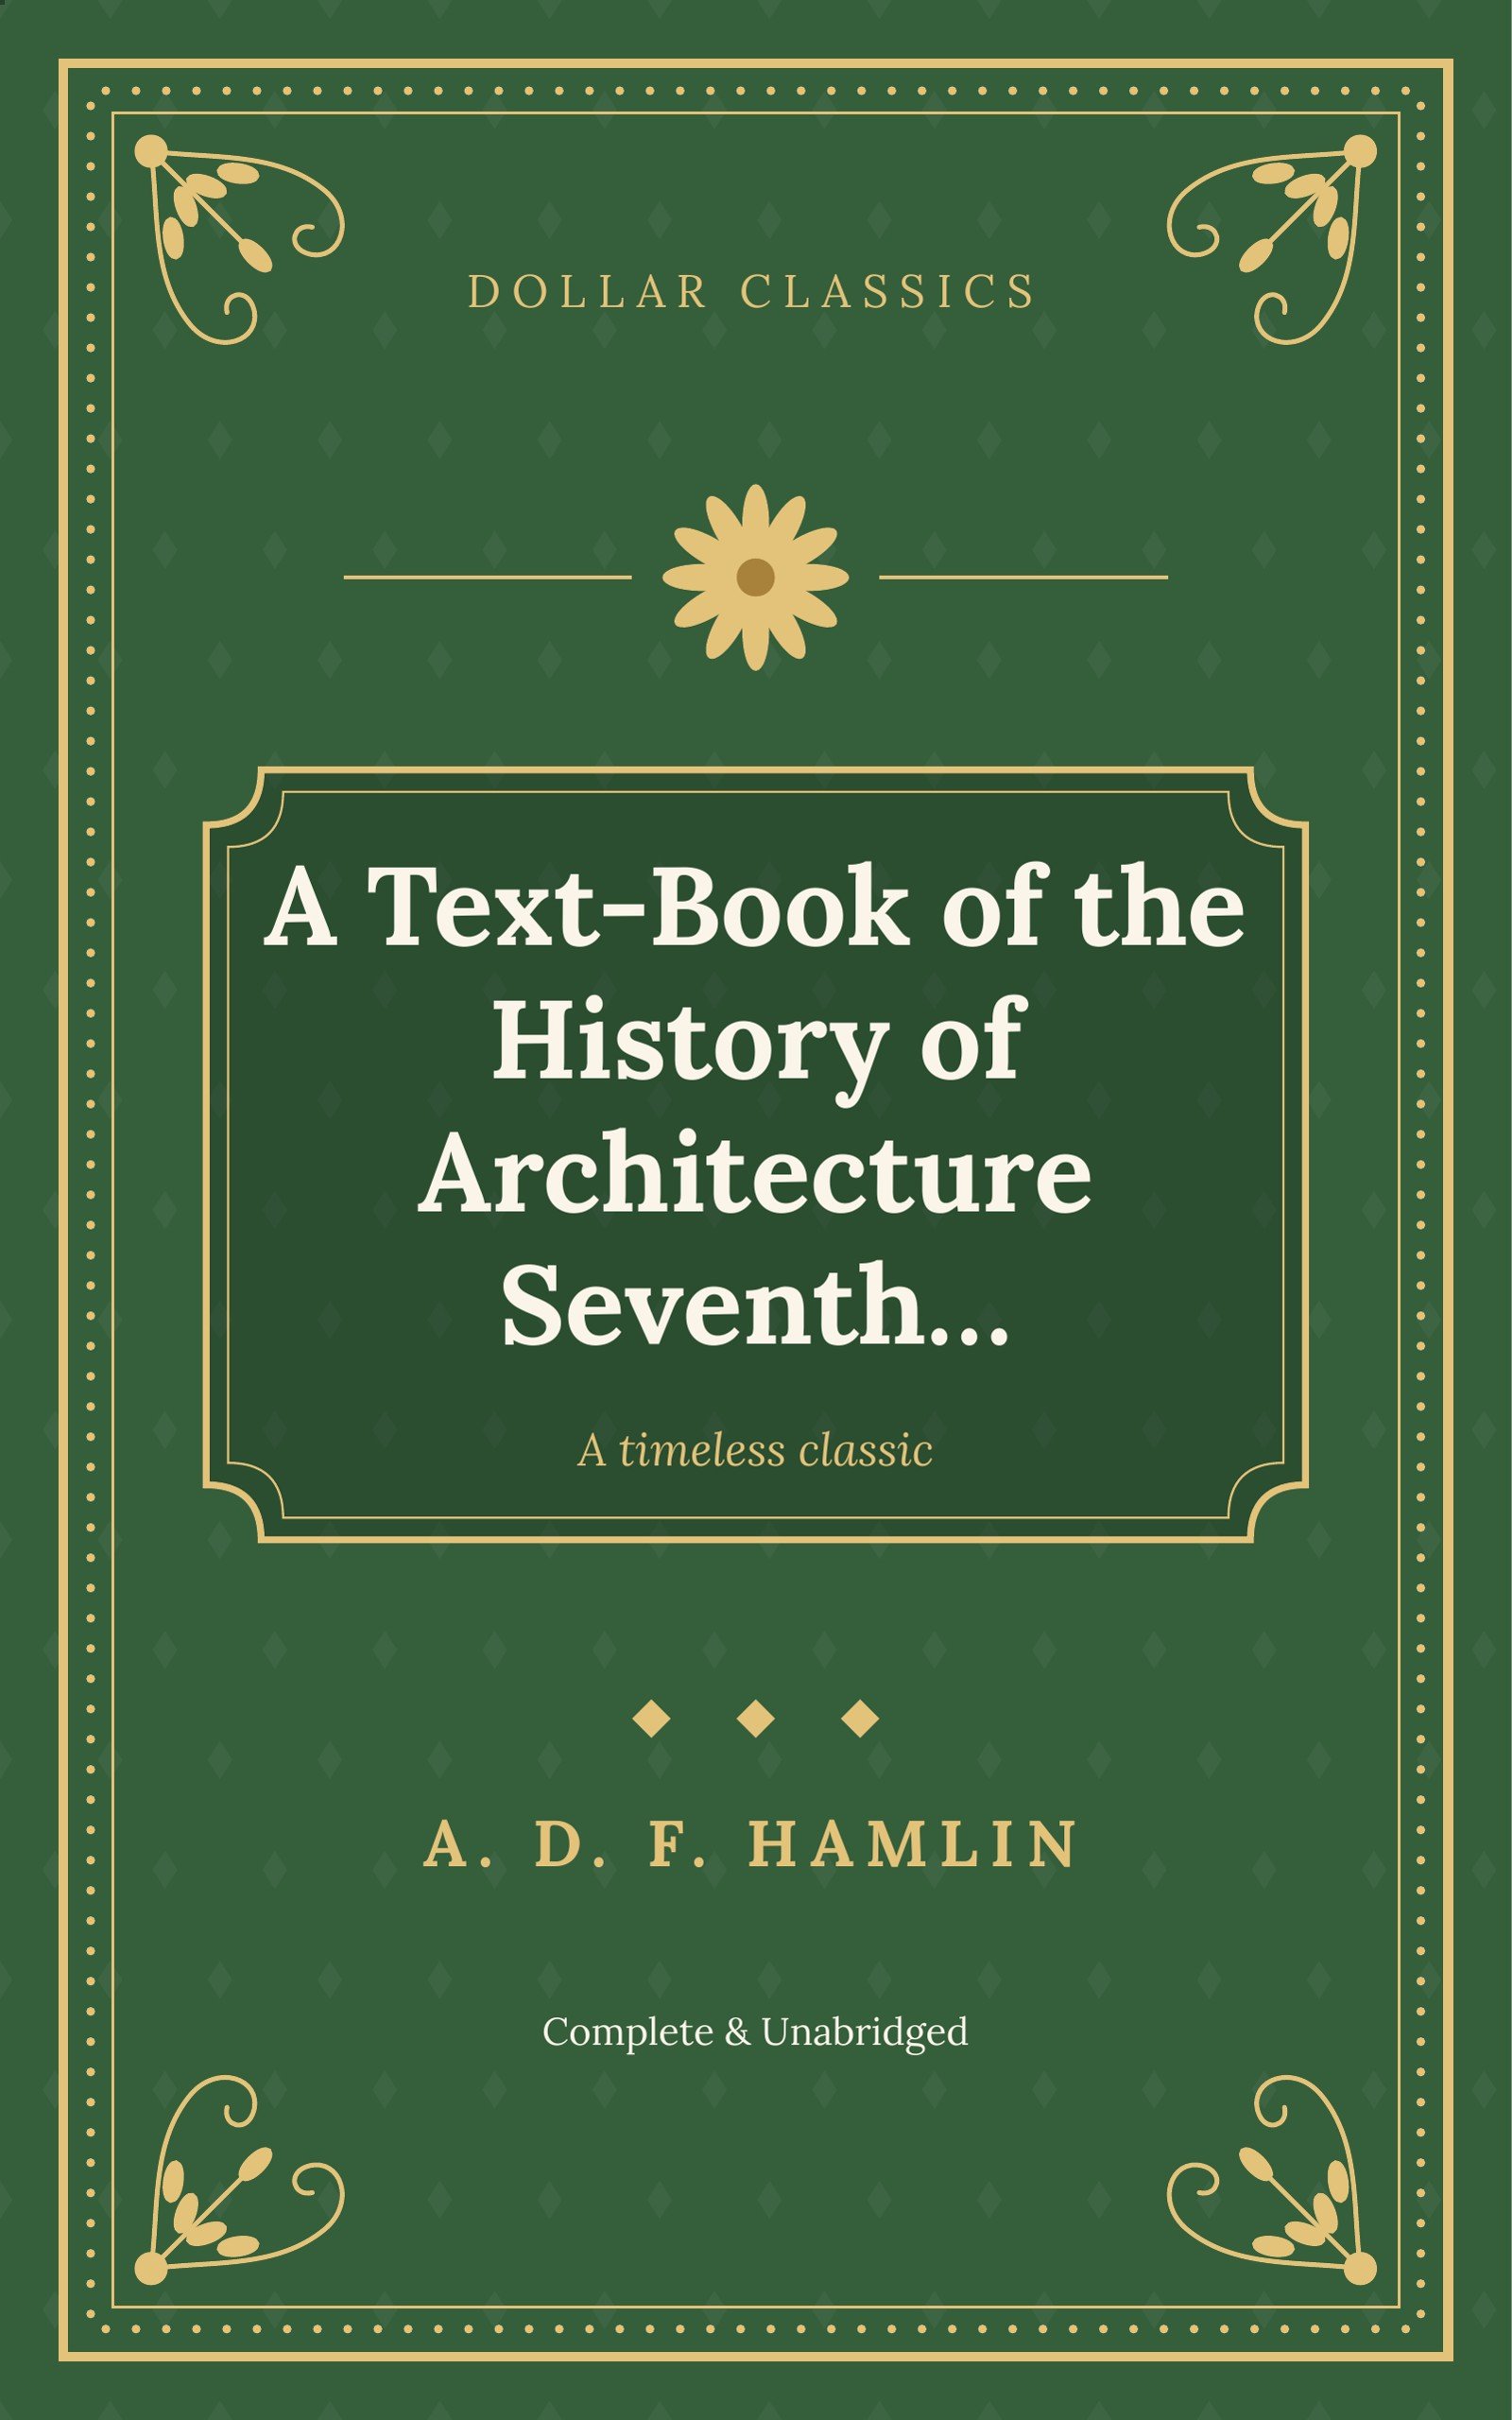 DOLLAR CLASSICS
A Text-Book of the
History of
Architecture
Seventh...
A timeless classic
A. D. F. HAMLIN
Complete & Unabridged